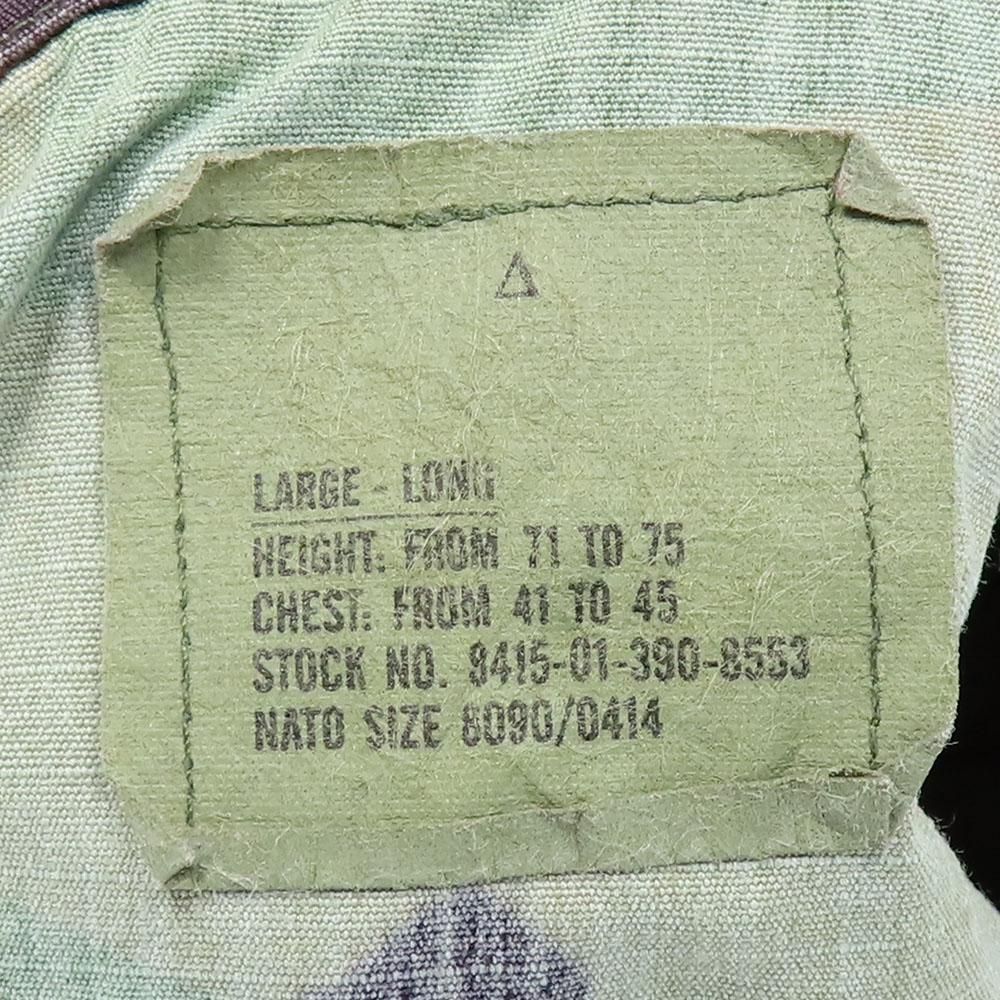 LARGE - LONG
HEIGHT: FROM 71 TO 75
CHEST: FROM 41 TO 45
STOCK NO. 8415-01-390-8553
NATO SIZE 8090/0414